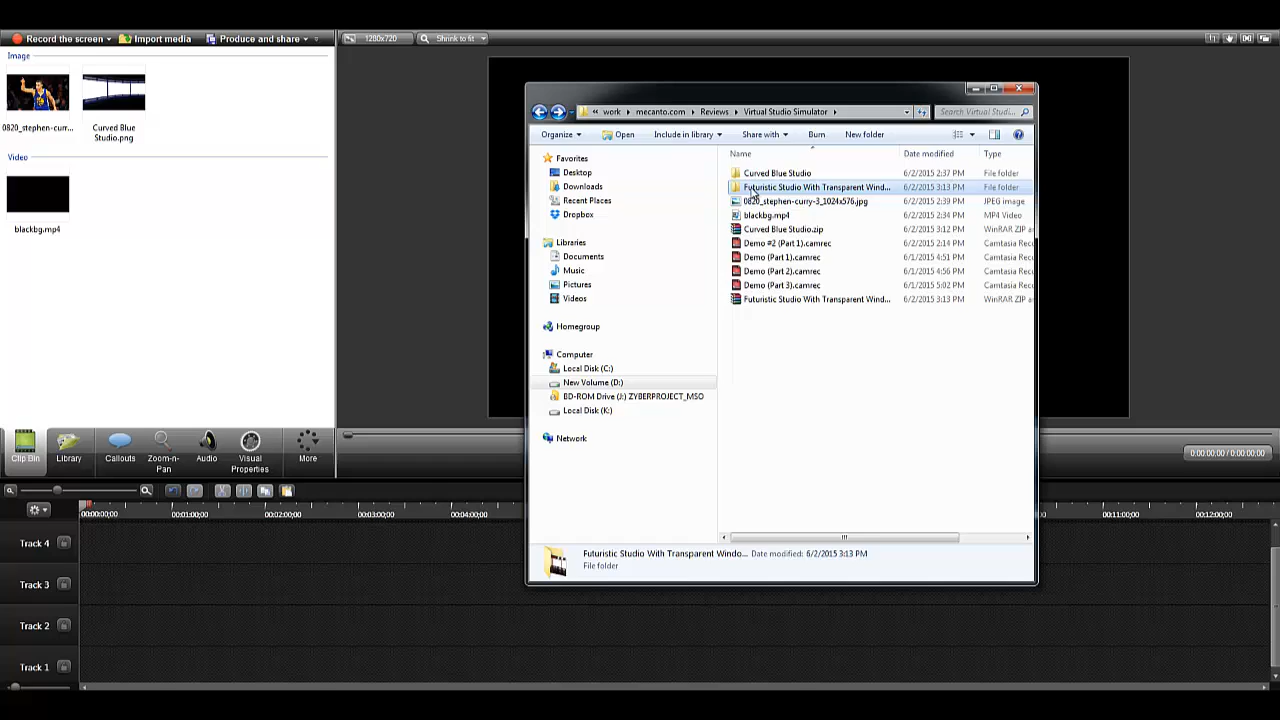 Record the screen
Import media
Produce and share
1280x720
Shrink to fit
Image
0820_stephen-curr...
Curved Blue
Studio.png
Video
blackbg.mp4
work
mecanto.com
Reviews
Virtual Studio Simulator
Search Virtual Studi...
Organize
Open
Include in library
Share with
Burn
New folder
Favorites
Desktop
Downloads
Recent Places
Dropbox
Libraries
Documents
Music
Pictures
Videos
Homegroup
Computer
Local Disk (C:)
New Volume (D:)
BD-ROM Drive (J:) ZYBERPROJECT_MSO
Local Disk (K:)
Network
Name Date modified Type
Curved Blue Studio 6/2/2015 2:37 PM File folder
Futuristic Studio With Transparent Wind... 6/2/2015 3:13 PM File folder
0820_stephen-curry-3_1024x576.jpg 6/2/2015 2:39 PM JPEG image
blackbg.mp4 6/2/2015 2:34 PM MP4 Video
Curved Blue Studio.zip 6/2/2015 3:12 PM WinRAR ZIP a
Demo #2 (Part 1).camrec 6/2/2015 2:14 PM Camtasia Rec
Demo (Part 1).camrec 6/1/2015 4:51 PM Camtasia Rec
Demo (Part 2).camrec 6/1/2015 4:56 PM Camtasia Rec
Demo (Part 3).camrec 6/1/2015 5:02 PM Camtasia Rec
Futuristic Studio With Transparent Wind... 6/2/2015 3:13 PM WinRAR ZIP a
Futuristic Studio With Transparent Windo... Date modified: 6/2/2015 3:13 PM
File folder
Clip Bin
Library
Callouts
Zoom-n-
Pan
Audio
Visual
Properties
More
0:00:00;00 / 0:00:00;00
00:00:00;00 00:01:00;00 00:02:00;00 00:03:00;00 00:04:00;00 00:11:00;00 00:12:00;00
Track 4
Track 3
Track 2
Track 1